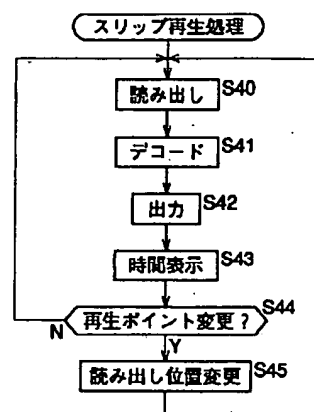 スリップ再生処理
読み出し S40
デコード S41
出力 S42
時間表示 S43
再生ポイント変更？ S44
N
Y
読み出し位置変更 S45